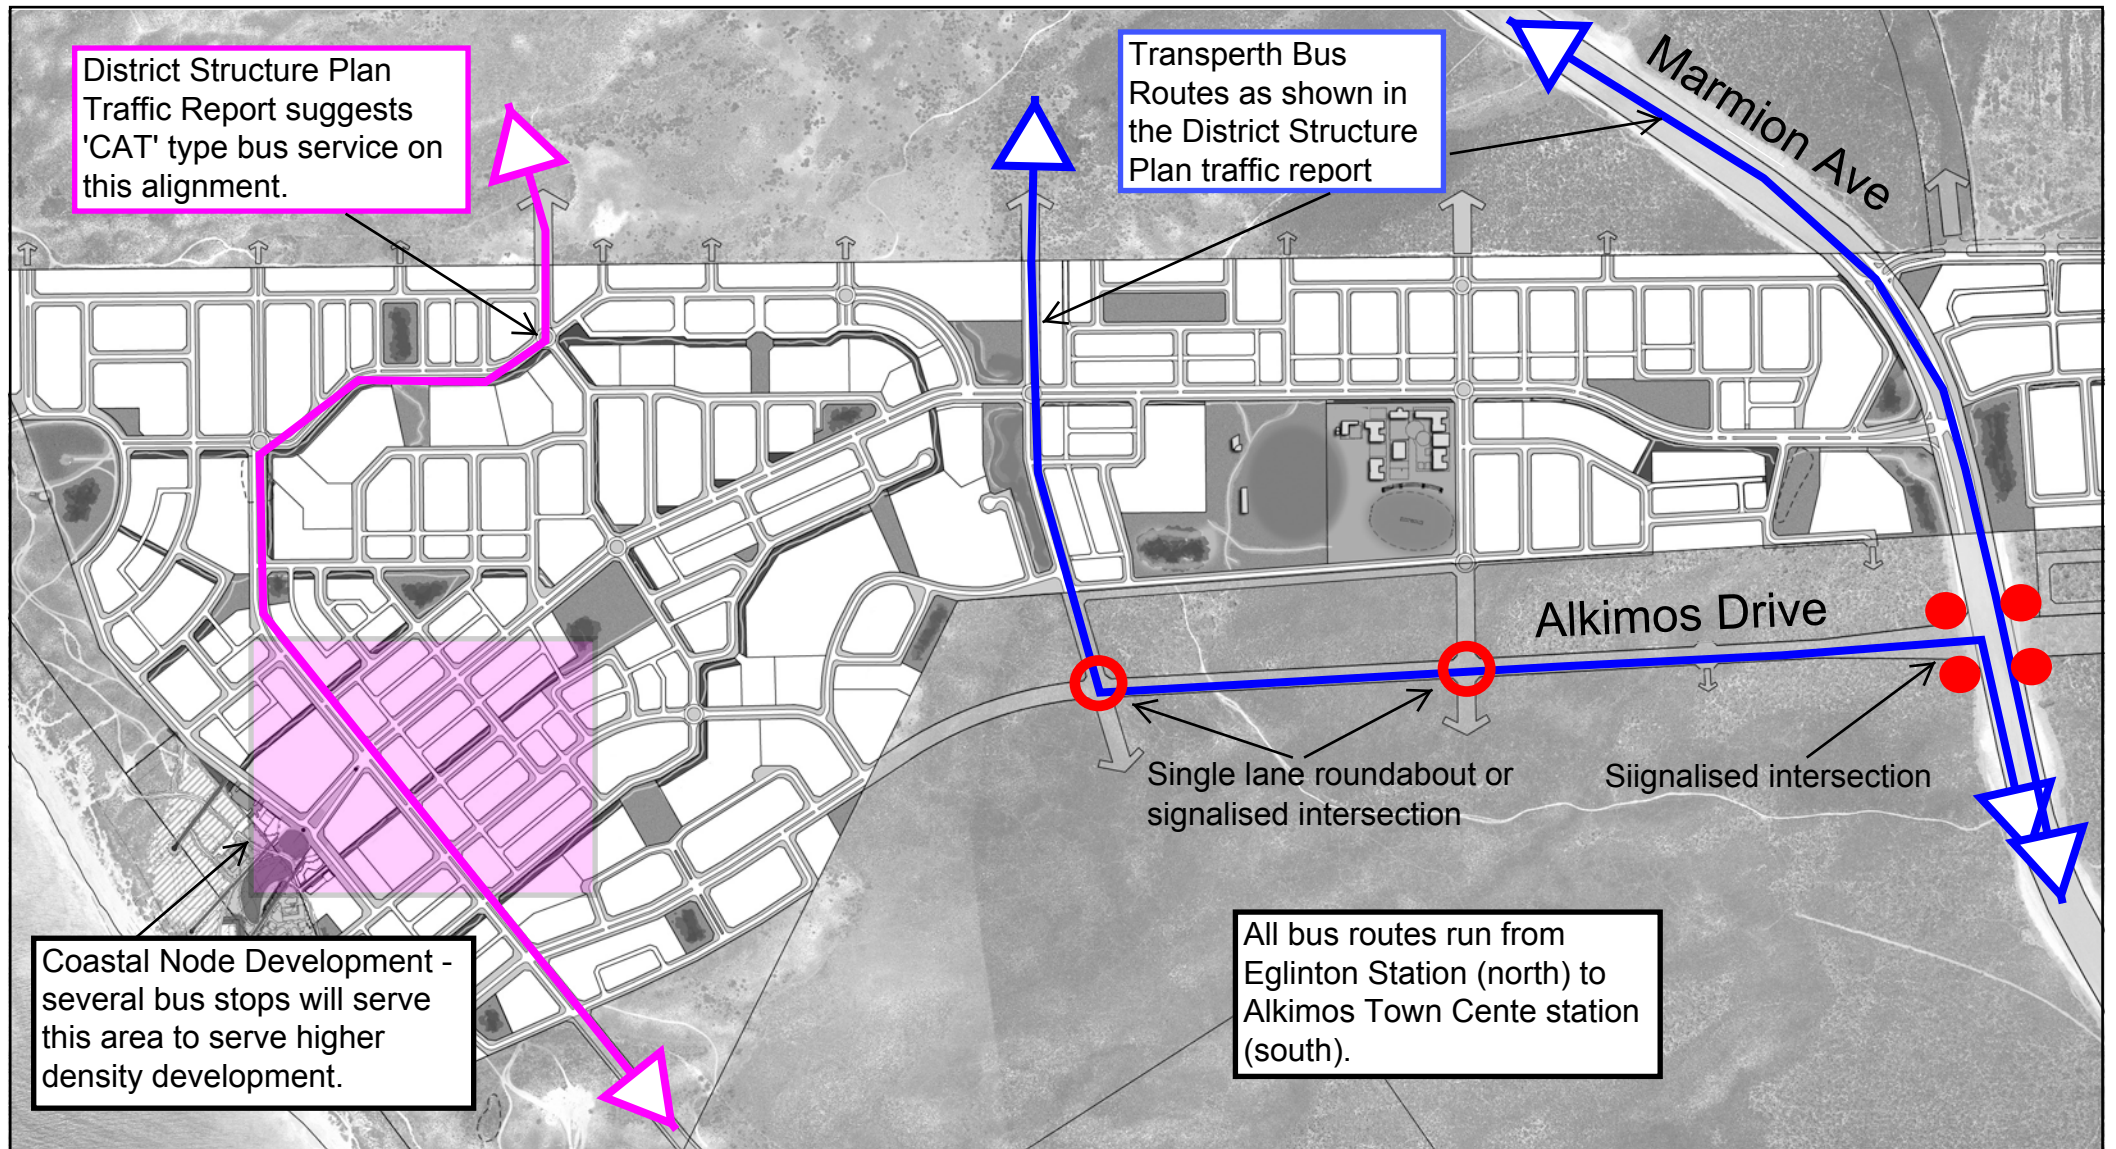 District Structure Plan
Traffic Report suggests
'CAT' type bus service on
this alignment.
Transperth Bus
Routes as shown in
the District Structure
Plan traffic report
Marmion Ave
Alkimos Drive
Single lane roundabout or
signalised intersection
Siignalised intersection
Coastal Node Development -
several bus stops will serve
this area to serve higher
density development.
All bus routes run from
Eglinton Station (north) to
Alkimos Town Cente station
(south).